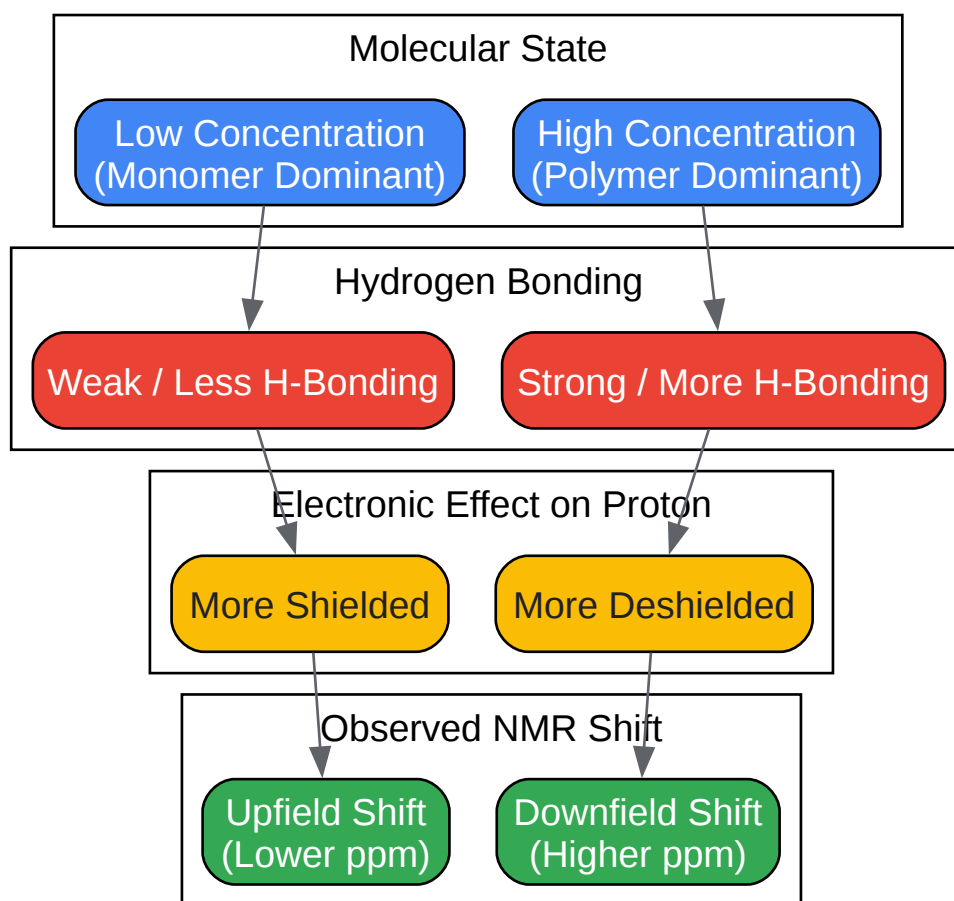 Molecular State
Low Concentration
(Monomer Dominant)
High Concentration
(Polymer Dominant)
Hydrogen Bonding
Weak / Less H-Bonding
Strong / More H-Bonding
Electronic Effect on Proton
More Shielded
More Deshielded
Observed NMR Shift
Upfield Shift
(Lower ppm)
Downfield Shift
(Higher ppm)